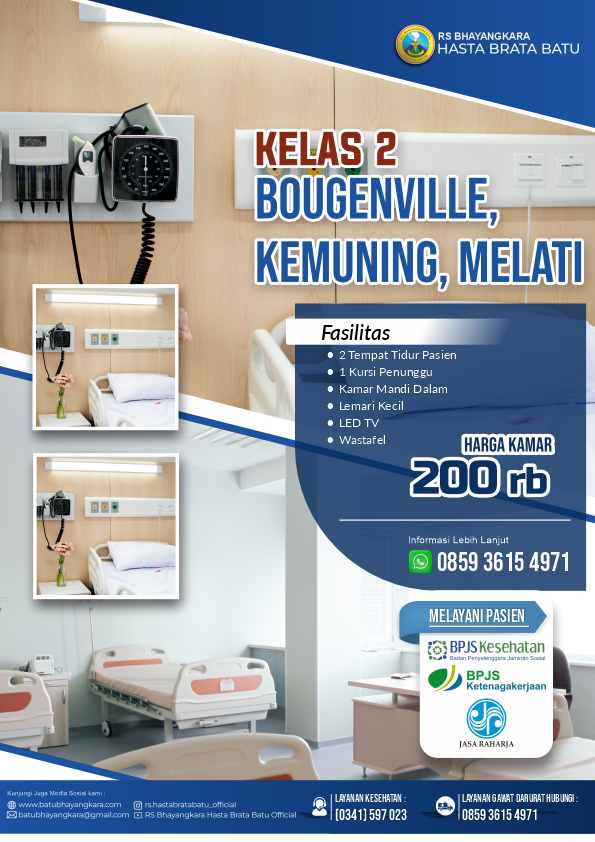 RS BHAYANGKARA
HASTA BRATA BATU
KELAS 2
BOUGENVILLE,
KEMUNING, MELATI
Fasilitas
• 2 Tempat Tidur Pasien
• 1 Kursi Penunggu
• Kamar Mandi Dalam
• Lemari Kecil
• LED TV
• Wastafel
HARGA KAMAR
200 rb
Informasi Lebih Lanjut
0859 3615 4971
MELAYANI PASIEN
BPJS Kesehatan
Badan Penyelenggara Jaminan Sosial
BPJS
Ketenagakerjaan
JASA RAHARJA
Kunjungi Juga Media Sosial kami :
www.batubhayangkara.com
rs.hastabratabatu_official
batubhayangkara@gmail.com
RS Bhayangkara Hasta Brata Batu Official
LAYANAN KESEHATAN :
(0341) 597 023
LAYANAN GAWAT DARURAT HUBUNGI :
0859 3615 4971